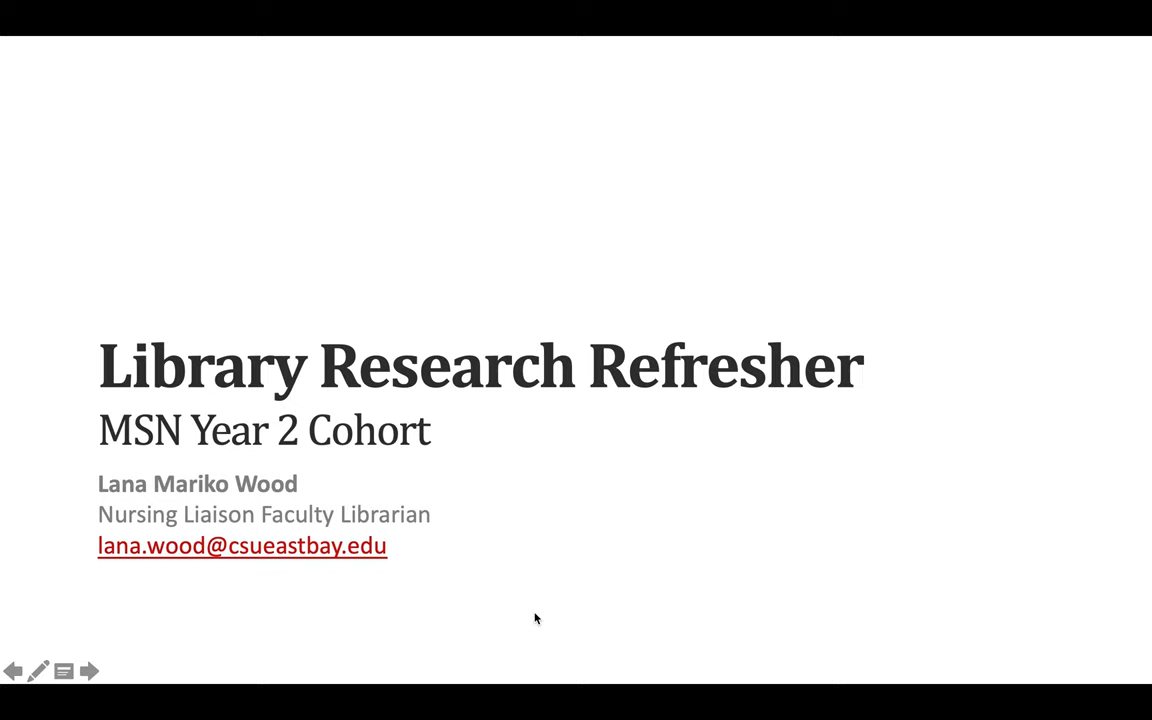 Library Research Refresher
MSN Year 2 Cohort
Lana Mariko Wood
Nursing Liaison Faculty Librarian
lana.wood@csueastbay.edu